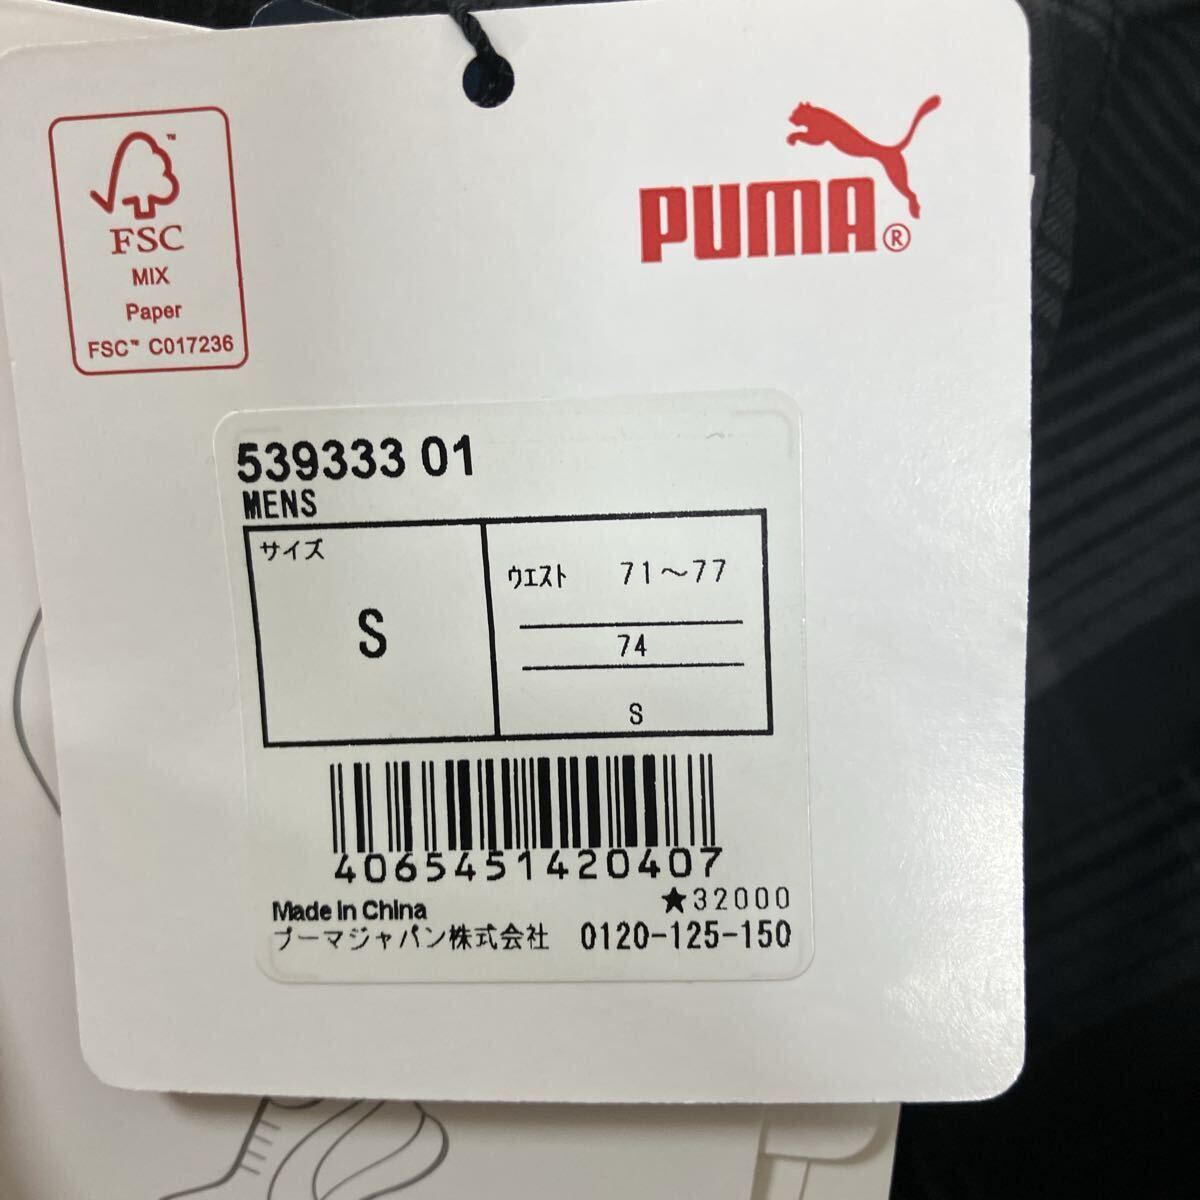 FSC™
MIX
Paper
FSC™ C017236
PUMA®
539333 01
MENS
サイズ
S
ウエスト 71～77
74
S
4065451420407
★32000
Made in China
プーマジャパン株式会社 0120-125-150